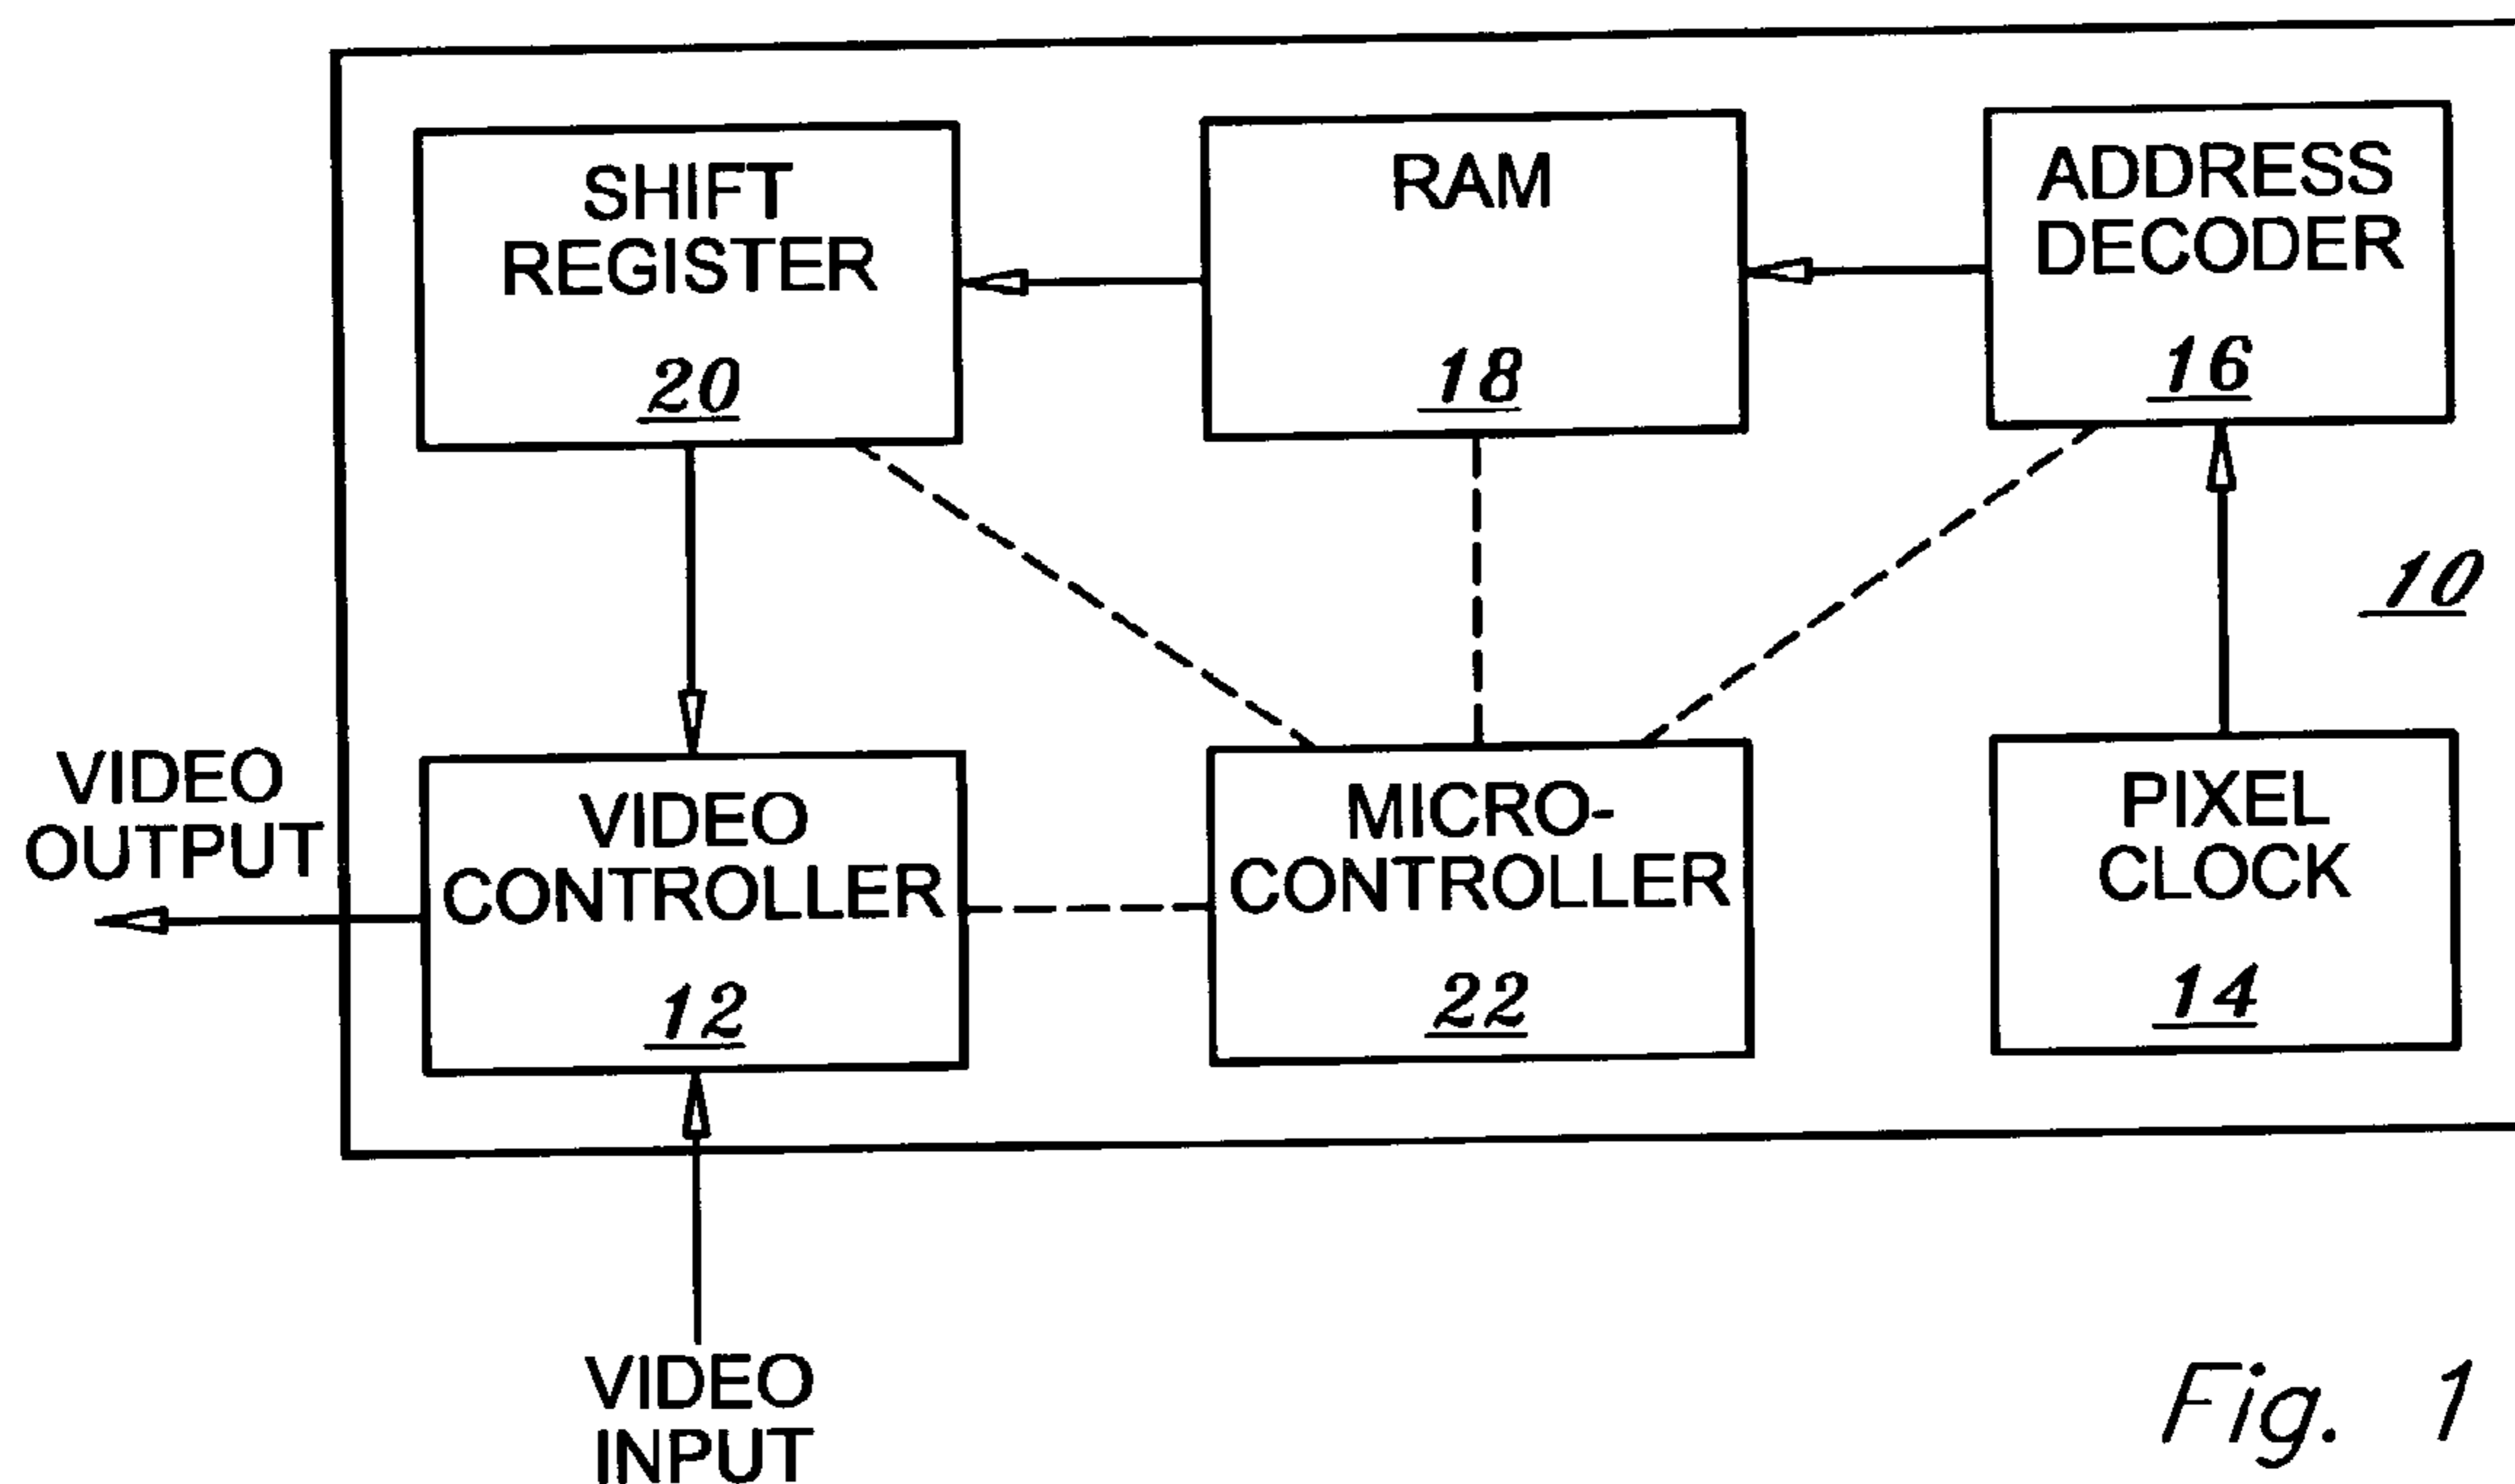 SHIFT
REGISTER
20
RAM
18
ADDRESS
DECODER
16
10
VIDEO
OUTPUT
VIDEO
CONTROLLER
12
MICRO-
CONTROLLER
22
PIXEL
CLOCK
14
VIDEO
INPUT
Fig. 1